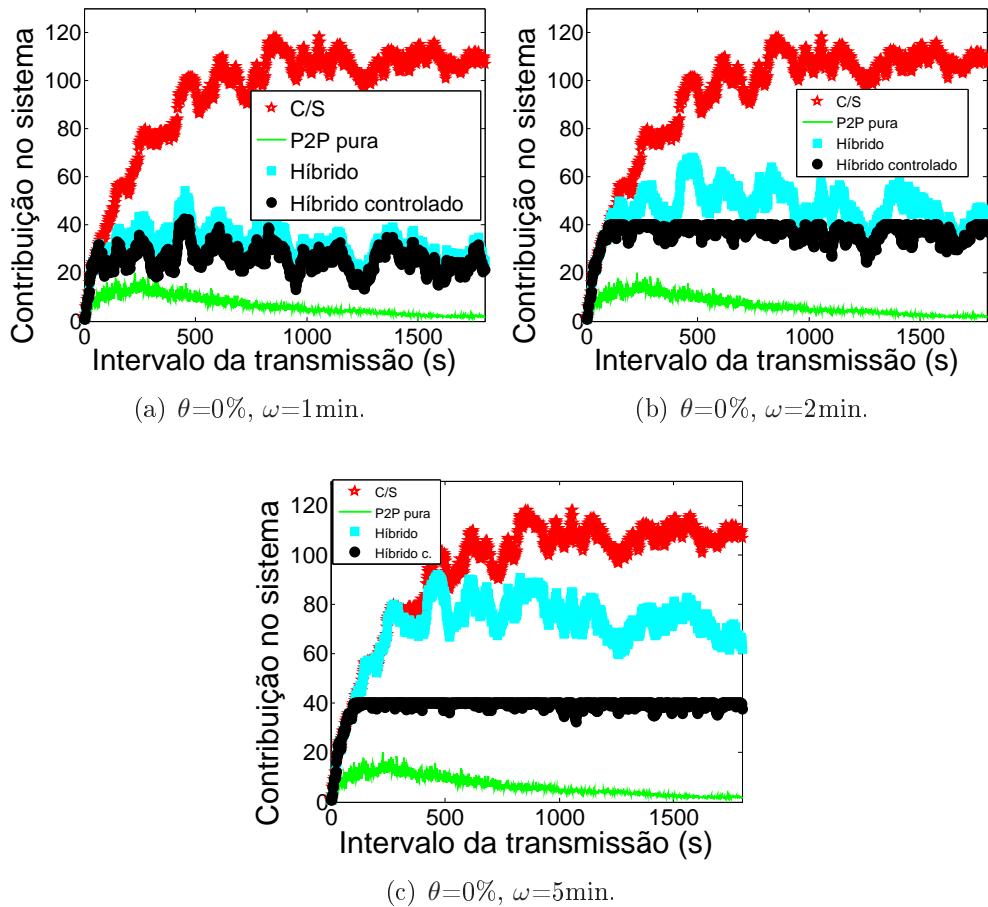 120
100
80
60
40
20
0
Contribuição no sistema
C/S
P2P pura
Híbrido
Híbrido controlado
0 500 1000 1500
Intervalo da transmissão (s)
(a) θ=0%, ω=1min.
120
100
80
60
40
20
0
Contribuição no sistema
C/S
P2P pura
Híbrido
Híbrido controlado
0 500 1000 1500
Intervalo da transmissão (s)
(b) θ=0%, ω=2min.
120
100
80
60
40
20
0
Contribuição no sistema
C/S
P2P pura
Híbrido
Híbrido c.
0 500 1000 1500
Intervalo da transmissão (s)
(c) θ=0%, ω=5min.